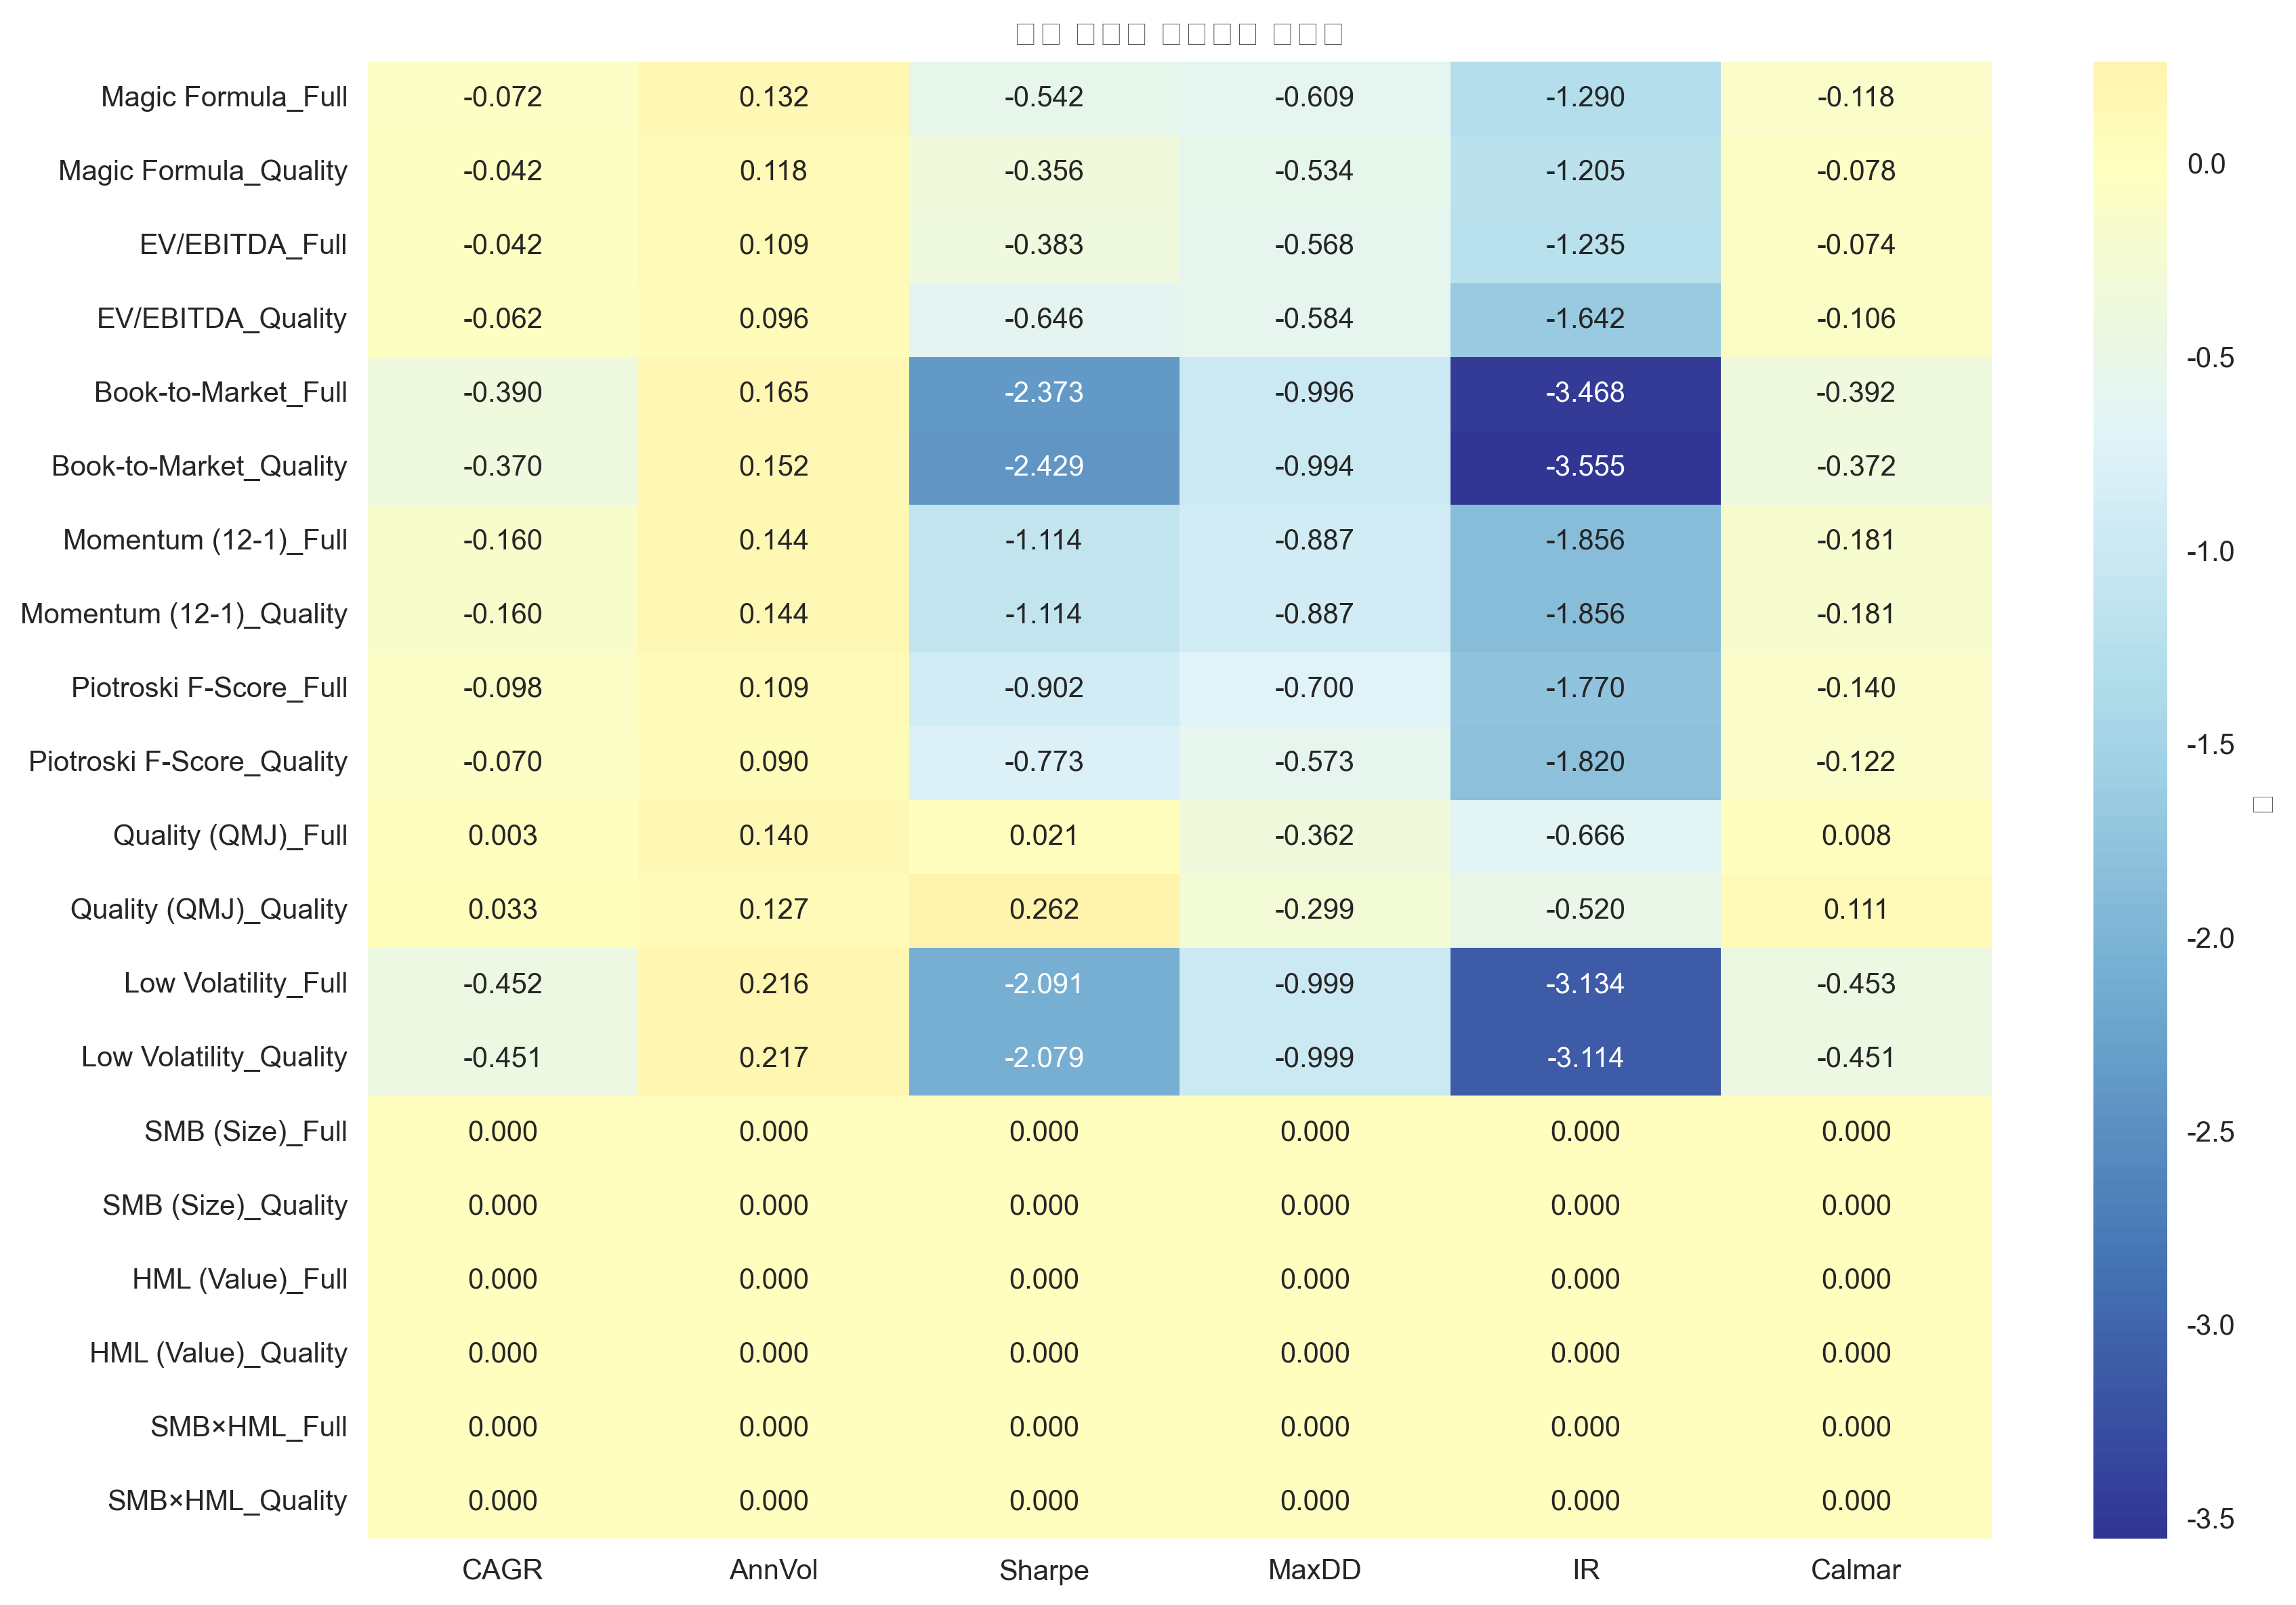 Magic Formula_Full -0.072 0.132 -0.542 -0.609 -1.290 -0.118
Magic Formula_Quality -0.042 0.118 -0.356 -0.534 -1.205 -0.078
EV/EBITDA_Full -0.042 0.109 -0.383 -0.568 -1.235 -0.074
EV/EBITDA_Quality -0.062 0.096 -0.646 -0.584 -1.642 -0.106
Book-to-Market_Full -0.390 0.165 -2.373 -0.996 -3.468 -0.392
Book-to-Market_Quality -0.370 0.152 -2.429 -0.994 -3.555 -0.372
Momentum (12-1)_Full -0.160 0.144 -1.114 -0.887 -1.856 -0.181
Momentum (12-1)_Quality -0.160 0.144 -1.114 -0.887 -1.856 -0.181
Piotroski F-Score_Full -0.098 0.109 -0.902 -0.700 -1.770 -0.140
Piotroski F-Score_Quality -0.070 0.090 -0.773 -0.573 -1.820 -0.122
Quality (QMJ)_Full 0.003 0.140 0.021 -0.362 -0.666 0.008
Quality (QMJ)_Quality 0.033 0.127 0.262 -0.299 -0.520 0.111
Low Volatility_Full -0.452 0.216 -2.091 -0.999 -3.134 -0.453
Low Volatility_Quality -0.451 0.217 -2.079 -0.999 -3.114 -0.451
SMB (Size)_Full 0.000 0.000 0.000 0.000 0.000 0.000
SMB (Size)_Quality 0.000 0.000 0.000 0.000 0.000 0.000
HML (Value)_Full 0.000 0.000 0.000 0.000 0.000 0.000
HML (Value)_Quality 0.000 0.000 0.000 0.000 0.000 0.000
SMB×HML_Full 0.000 0.000 0.000 0.000 0.000 0.000
SMB×HML_Quality 0.000 0.000 0.000 0.000 0.000 0.000
CAGR AnnVol Sharpe MaxDD IR Calmar
0.0
-0.5
-1.0
-1.5
-2.0
-2.5
-3.0
-3.5